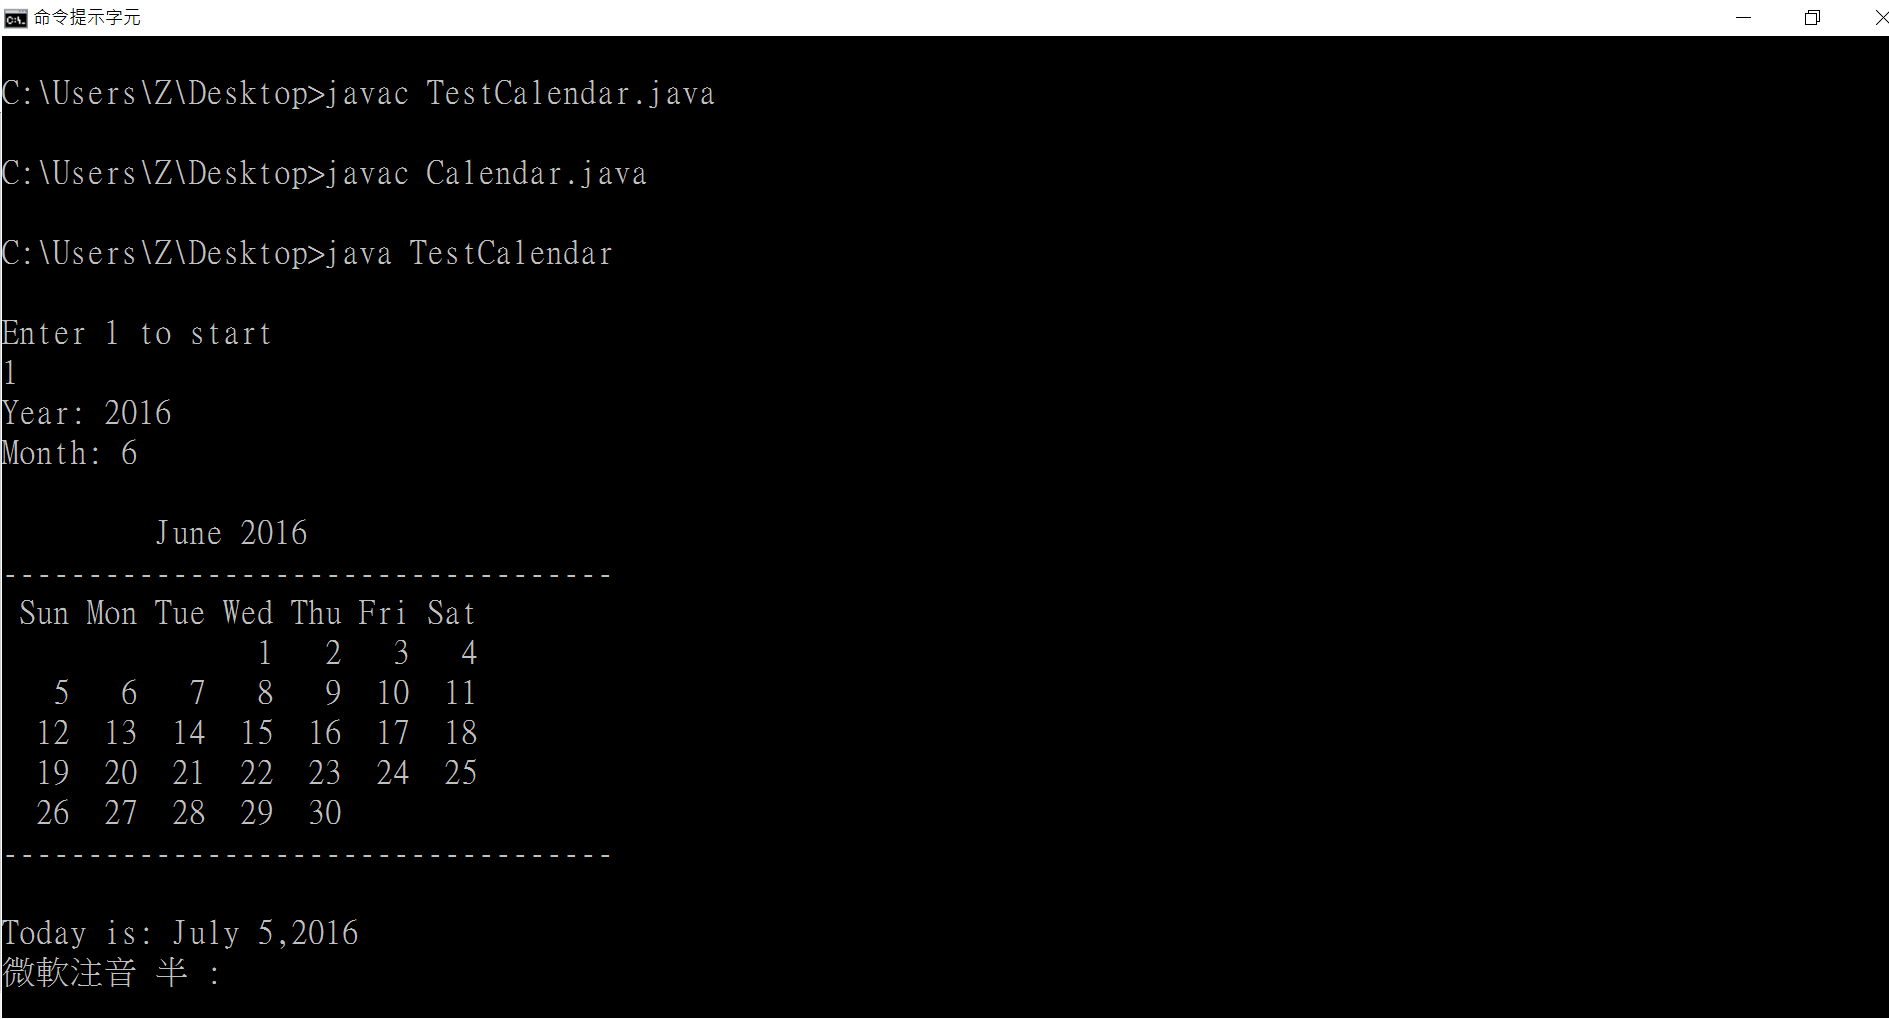 命令提示字元
C:\Users\Z\Desktop>javac TestCalendar.java
C:\Users\Z\Desktop>javac Calendar.java
C:\Users\Z\Desktop>java TestCalendar
Enter 1 to start
1
Year: 2016
Month: 6
June 2016
------------------------------------
Sun Mon Tue Wed Thu Fri Sat
1 2 3 4
5 6 7 8 9 10 11
12 13 14 15 16 17 18
19 20 21 22 23 24 25
26 27 28 29 30
------------------------------------
Today is: July 5,2016
微軟注音 半 :